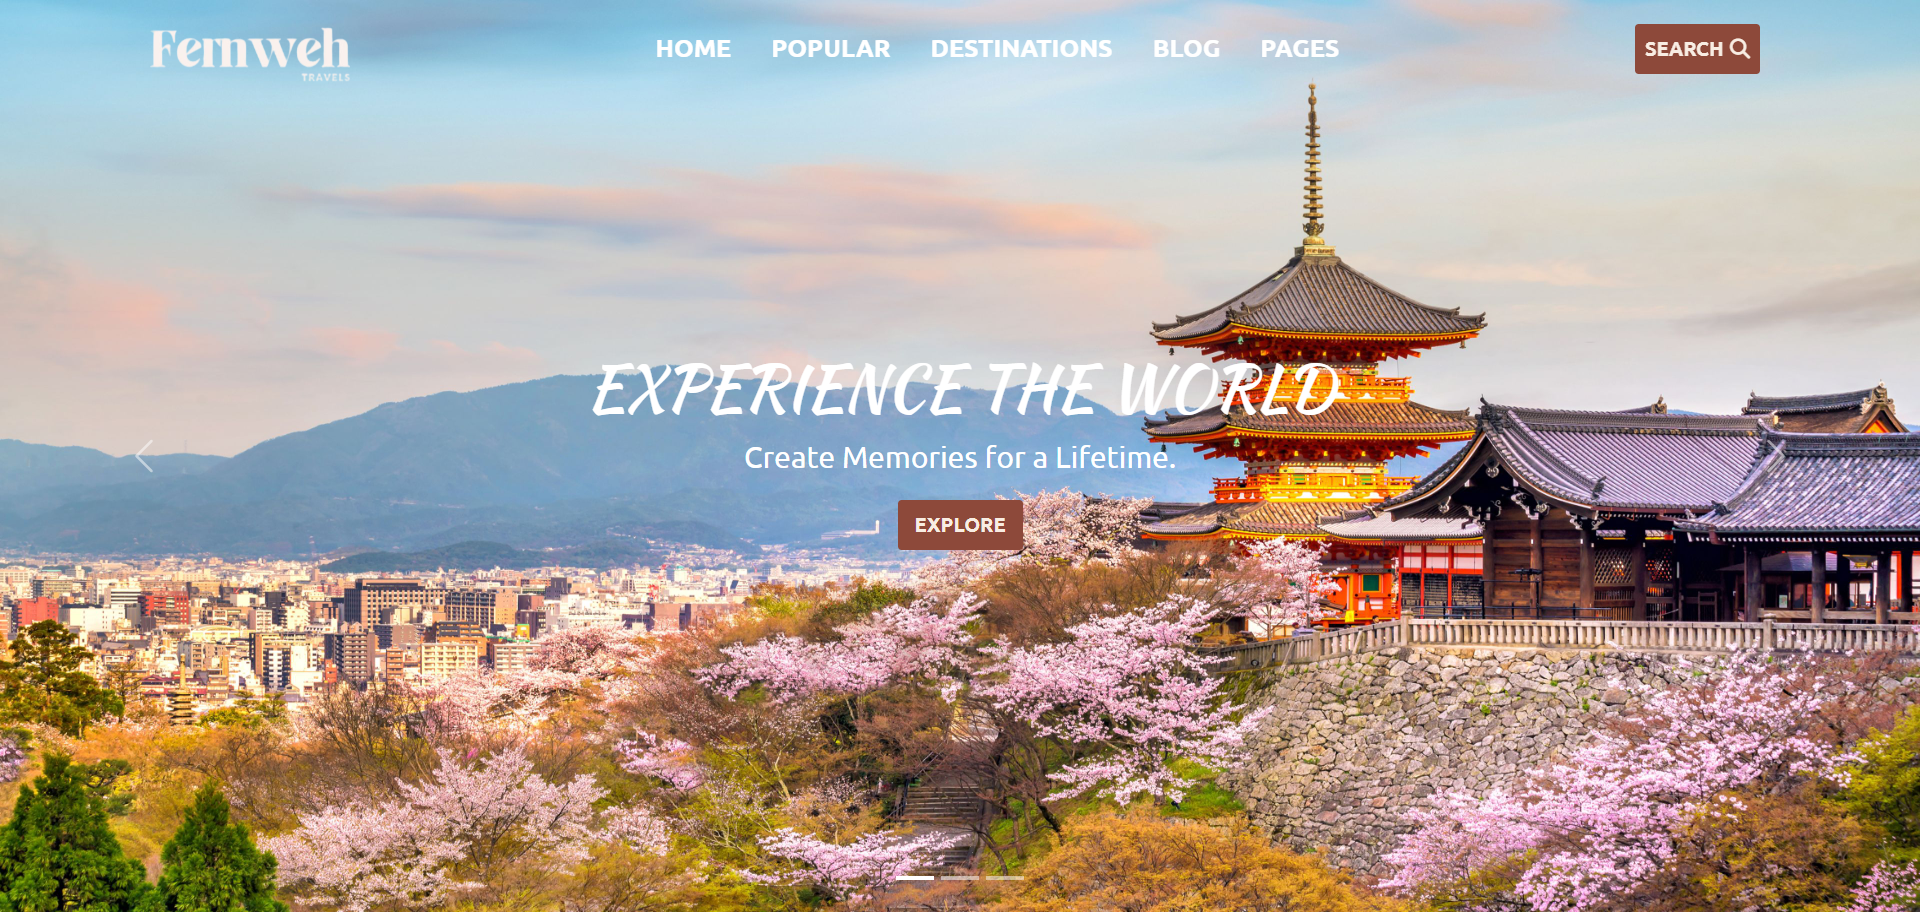 Fernweh
TRAVELS
HOME POPULAR DESTINATIONS BLOG PAGES
SEARCH
EXPERIENCE THE WORLD
Create Memories for a Lifetime.
EXPLORE